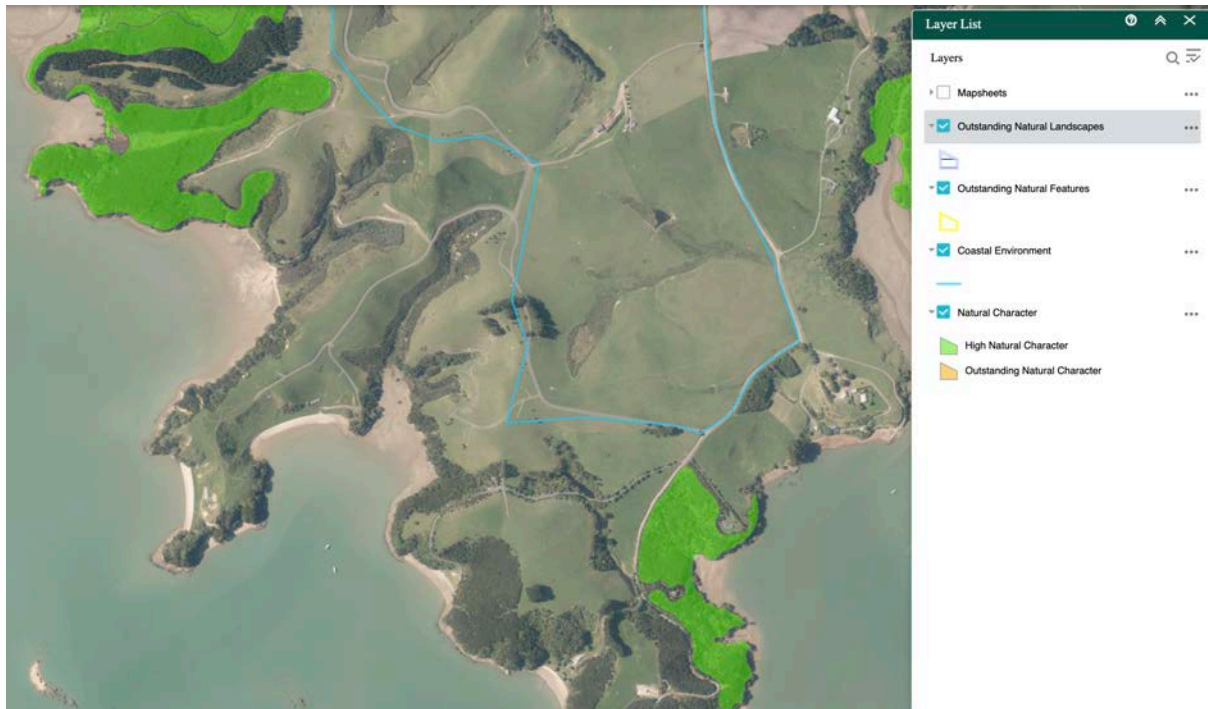 Layer List
Layers
Mapsheets
Outstanding Natural Landscapes
Outstanding Natural Features
Coastal Environment
Natural Character
High Natural Character
Outstanding Natural Character